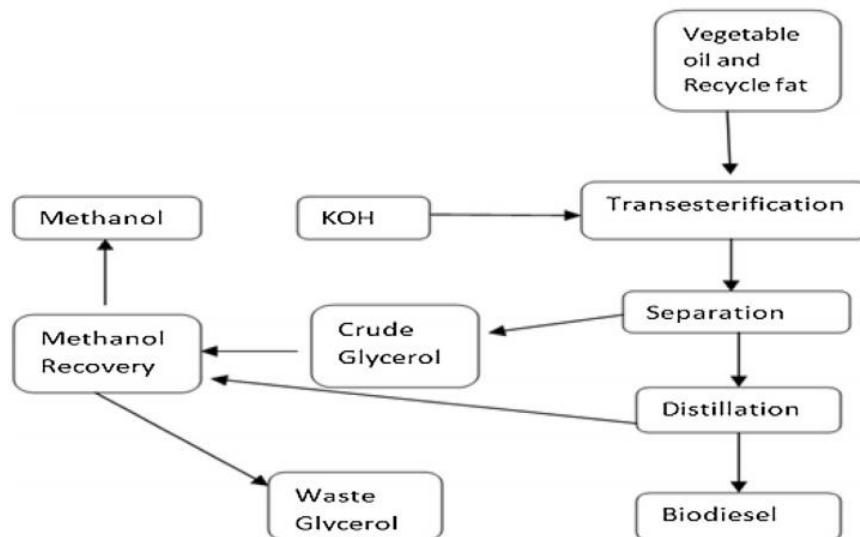 Vegetable
oil and
Recycle fat
Methanol
KOH
Transesterification
Separation
Crude
Glycerol
Methanol
Recovery
Distillation
Waste
Glycerol
Biodiesel